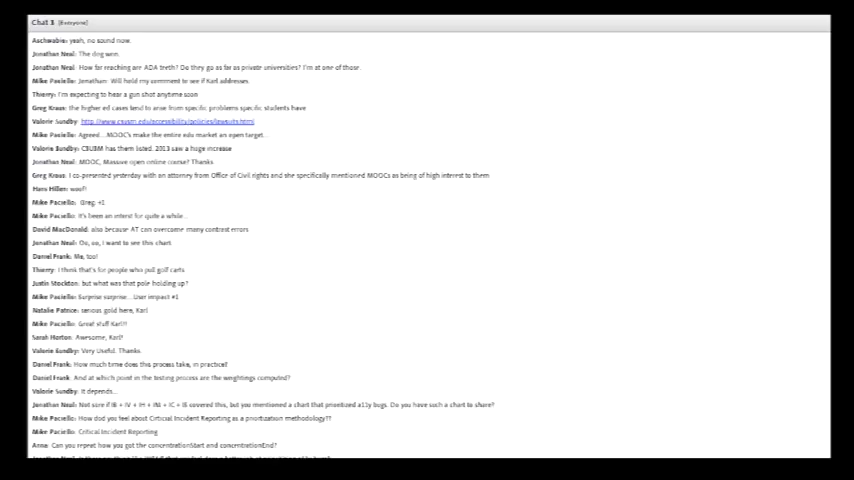 Chat 3 (Everyone)
Aschwabie: yeah, no sound now.
Jonathan Neal: The dog won.
Jonathan Neal: How far reaching are ADA teeth? Do they go as far as private universities? I'm at one of those.
Mike Paciello: Jonathan: Will hold my comment to see if Karl addresses.
Thierry: I'm expecting to hear a gun shot anytime soon
Greg Kraus: the higher ed cases tend to arise from specific problems specific students have
Valorie Sundby: http://www.csusm.edu/accessibility/policies/lawsuits.html
Mike Paciello: Agreed...MOOC's make the entire edu market an open target...
Valorie Sundby: CSUSM has them listed. 2013 saw a huge increase
Jonathan Neal: MOOC, Massive open online course? Thanks
Greg Kraus: I co-presented yesterday with an attorney from Office of Civil rights and she specifically mentioned MOOCs as being of high interest to them
Hans Hillen: woof!
Mike Paciello: Greg: +1
Mike Paciello: It's been an interst for quite a while...
David MacDonald: also because AT can overcome many contrast errors
Jonathan Neal: Oo, oo, I want to see this chart
Daniel Frank: Me, too!
Thierry: I think that's for people who pull golf carts
Justin Stockton: but what was that pole holding up?
Mike Paciello: Surprise surprise... User impact #1
Natalie Patrice: serious gold here, Karl
Mike Paciello: Great stuff Karl!!!
Sarah Horton: Awesome, Karl!
Valorie Sundby: Very Useful. Thanks.
Daniel Frank: How much time does this process take, in practice?
Daniel Frank: And at which point in the testing process are the weightings computed?
Valorie Sundby: It depends...
Jonathan Neal: Not sure if IB + IV + IH + IM + IC + IS covered this, but you mentioned a chart that prioritized a11y bugs. Do you have such a chart to share?
Mike Paciello: How dod you feel about Cirticial Incident Reporting as a prioritization methodology??
Mike Paciello: Critical Incident Reporting
Anna: Can you repeat how you got the concentrationStart and concentrationEnd?
Jonathan Neal: